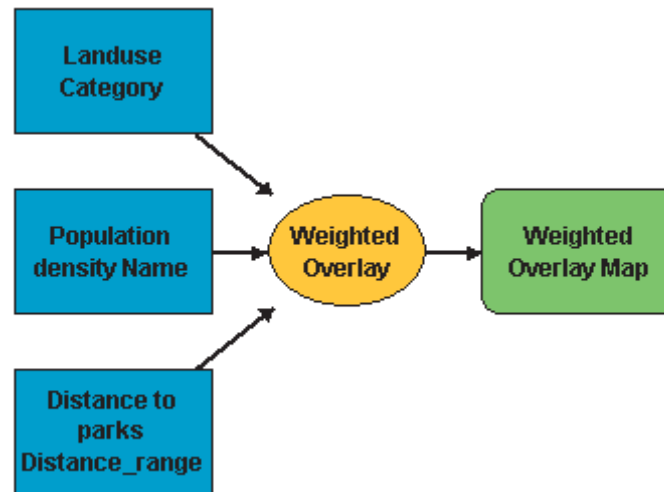 Landuse
Category
Population
density Name
Distance to
parks
Distance_range
Weighted
Overlay
Weighted
Overlay Map